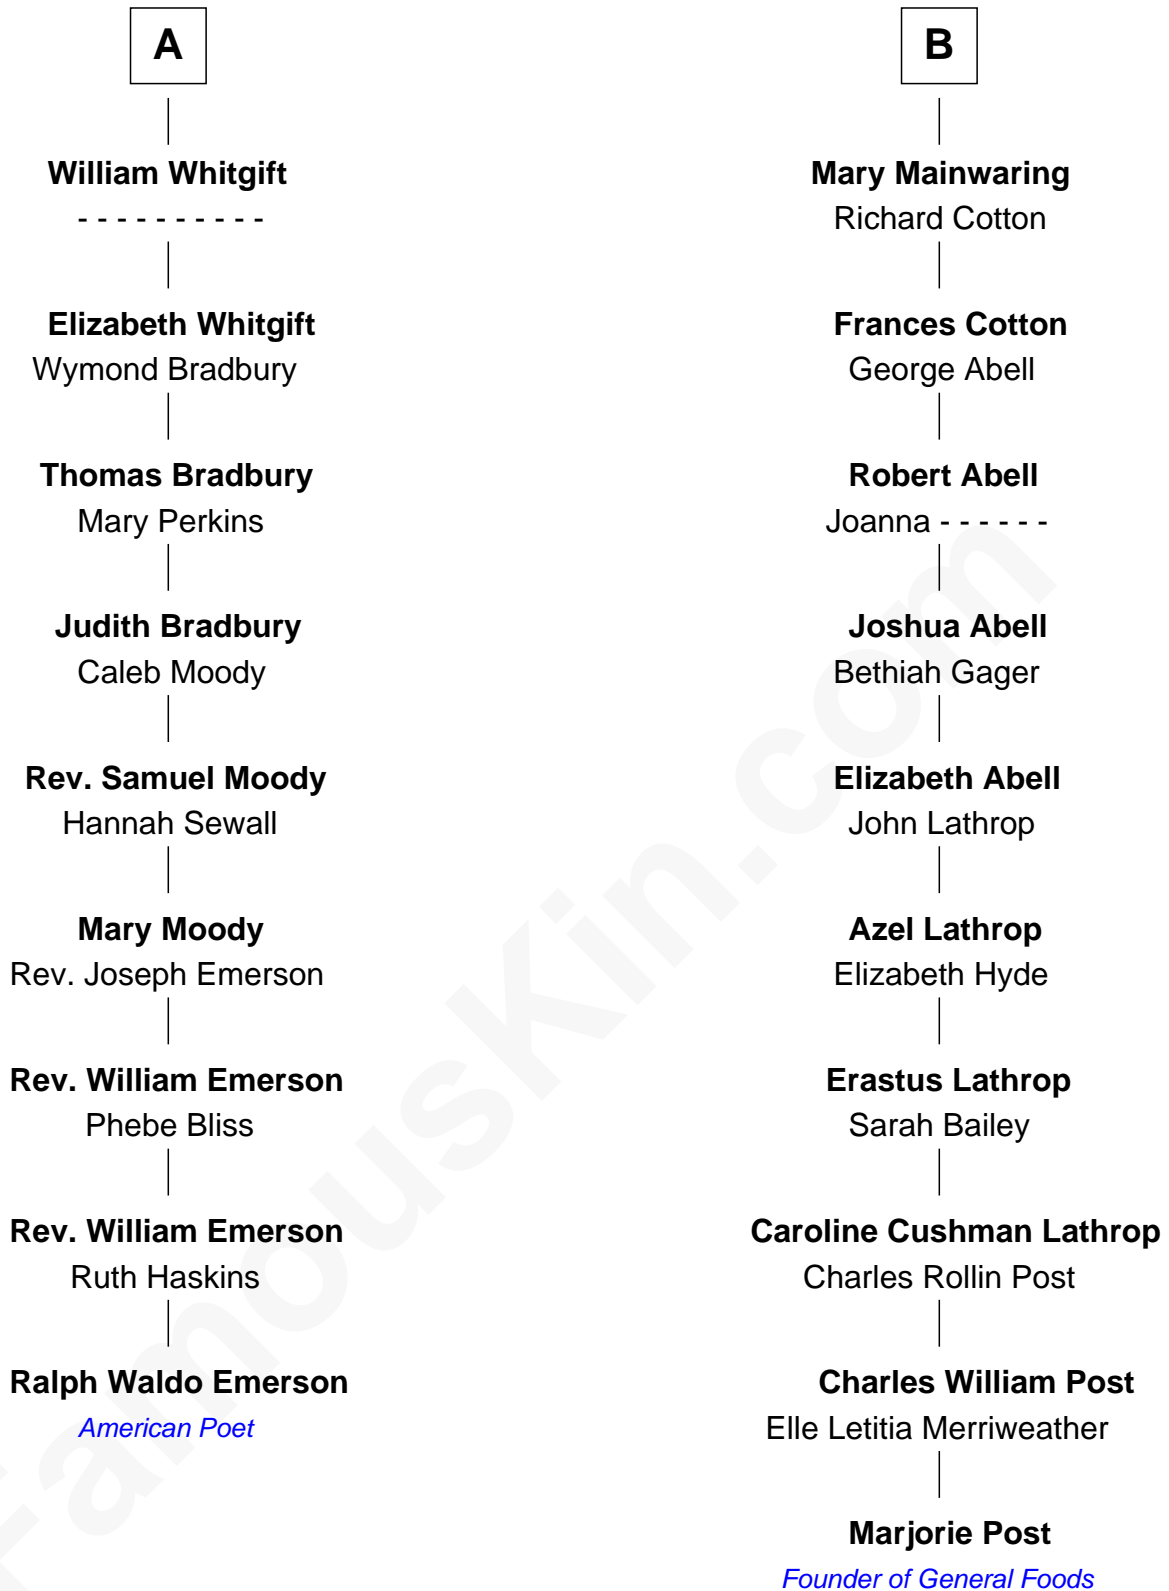 A
William Whitgift
- - - - - - - - - -
Elizabeth Whitgift
Wymond Bradbury
Thomas Bradbury
Mary Perkins
Judith Bradbury
Caleb Moody
Rev. Samuel Moody
Hannah Sewall
Mary Moody
Rev. Joseph Emerson
Rev. William Emerson
Phebe Bliss
Rev. William Emerson
Ruth Haskins
Ralph Waldo Emerson
American Poet
B
Mary Mainwaring
Richard Cotton
Frances Cotton
George Abell
Robert Abell
Joanna - - - - - -
Joshua Abell
Bethiah Gager
Elizabeth Abell
John Lathrop
Azel Lathrop
Elizabeth Hyde
Erastus Lathrop
Sarah Bailey
Caroline Cushman Lathrop
Charles Rollin Post
Charles William Post
Elle Letitia Merriweather
Marjorie Post
Founder of General Foods
FamousKin.com